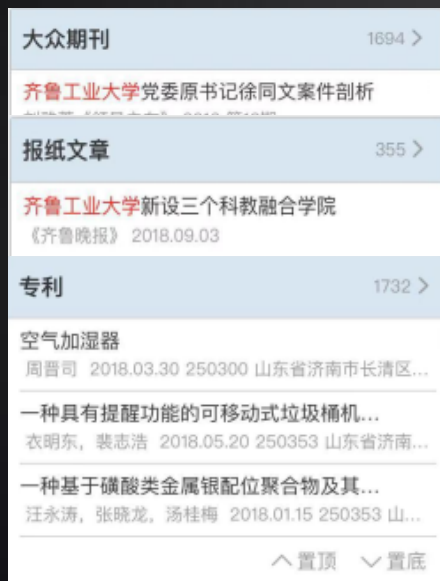 大众期刊 1694 >
齐鲁工业大学党委原书记徐同文案件剖析
报纸文章 355 >
齐鲁工业大学新设三个科教融合学院
《齐鲁晚报》 2018.09.03
专利 1732 >
空气加湿器
周晋司 2018.03.30 250300 山东省济南市长清区...
一种具有提醒功能的可移动式垃圾桶机...
衣明东，裴志浩 2018.05.20 250353 山东省济南...
一种基于磺酸类金属银配位聚合物及其...
汪永涛，张晓龙，汤桂梅 2018.01.15 250353 山...
置顶 置底